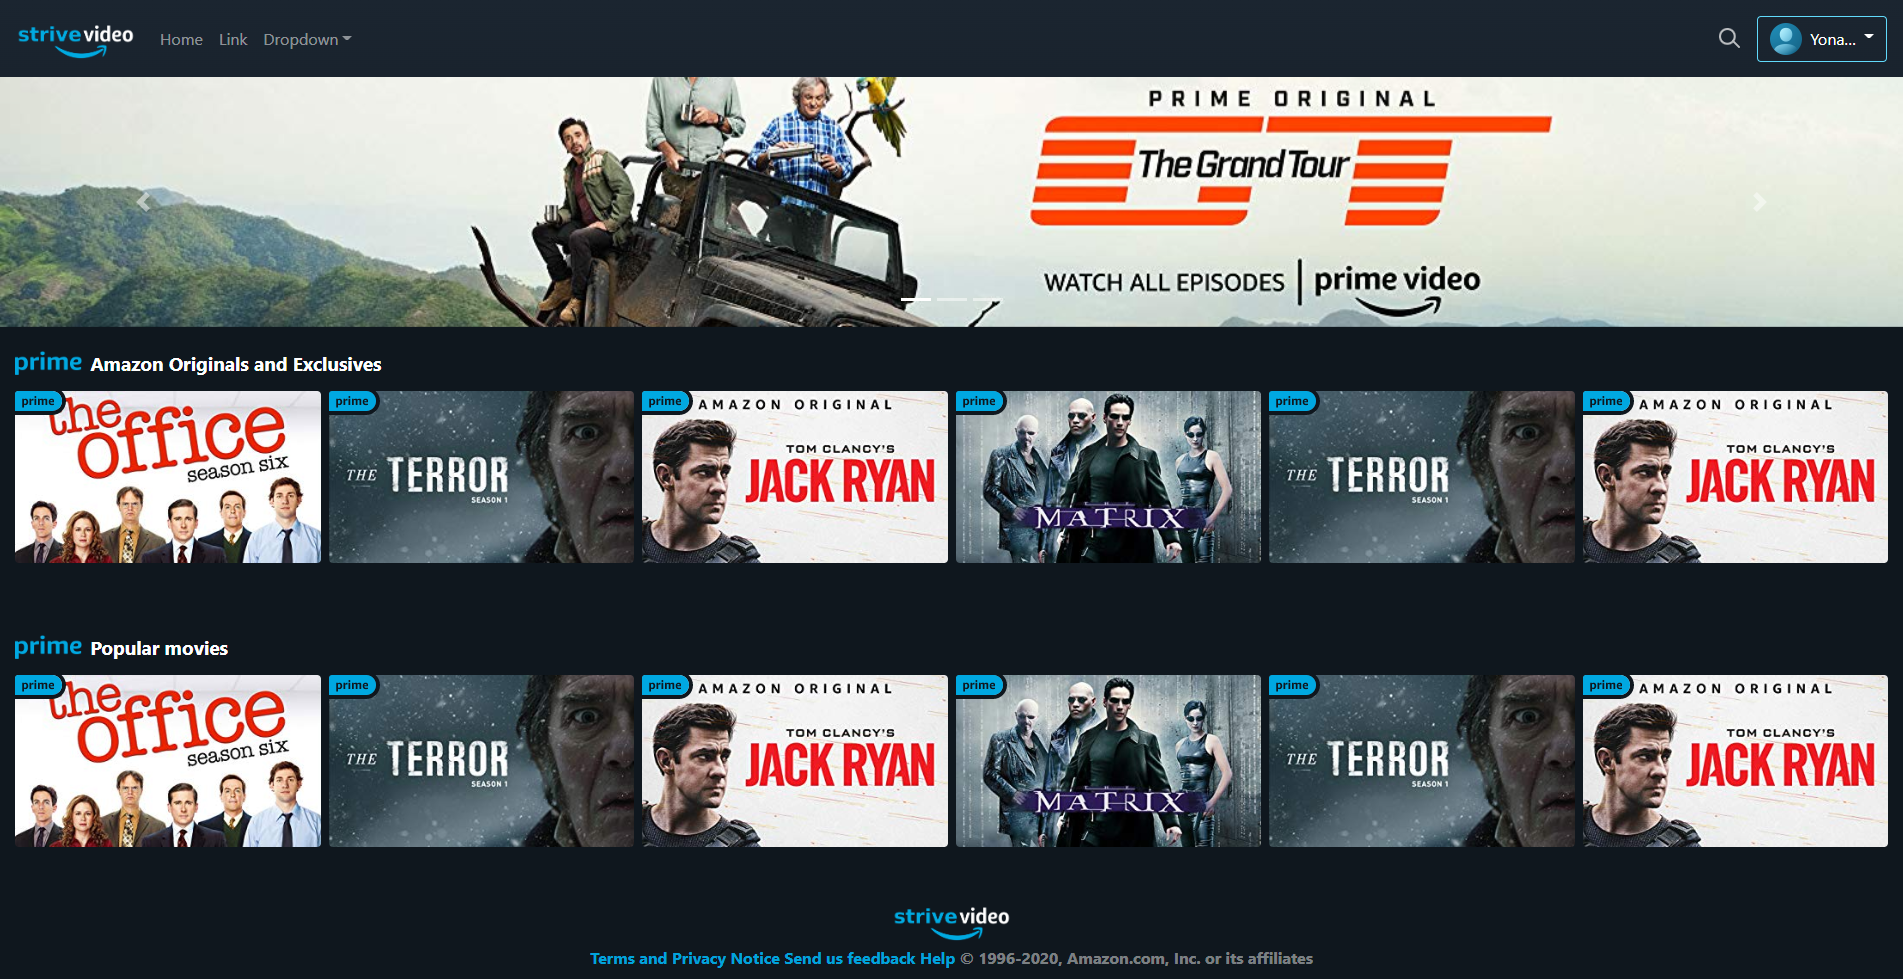 strivevideo Home Link Dropdown Yona...
PRIME ORIGINAL
The Grand Tour
WATCH ALL EPISODES | prime video
prime Amazon Originals and Exclusives
prime
the office
season six
prime
THE TERROR
SEASON 1
prime
AMAZON ORIGINAL
TOM CLANCY'S
JACK RYAN
prime
THE
MATRIX
prime
THE TERROR
SEASON 1
prime
AMAZON ORIGINAL
TOM CLANCY'S
JACK RYAN
prime Popular movies
prime
the office
season six
prime
THE TERROR
SEASON 1
prime
AMAZON ORIGINAL
TOM CLANCY'S
JACK RYAN
prime
THE
MATRIX
prime
THE TERROR
SEASON 1
prime
AMAZON ORIGINAL
TOM CLANCY'S
JACK RYAN
strivevideo
Terms and Privacy Notice Send us feedback Help © 1996-2020, Amazon.com, Inc. or its affiliates